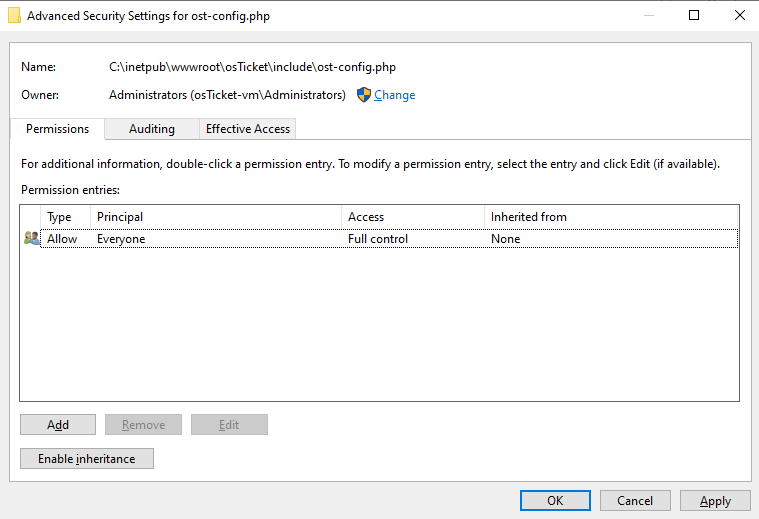 Advanced Security Settings for ost-config.php
Name: C:\inetpub\wwwroot\osTicket\include\ost-config.php
Owner: Administrators (osTicket-vm\Administrators) Change
Permissions Auditing Effective Access
For additional information, double-click a permission entry. To modify a permission entry, select the entry and click Edit (if available).
Permission entries:
Type Principal Access Inherited from
Allow Everyone Full control None
Add Remove Edit
Enable inheritance
OK Cancel Apply